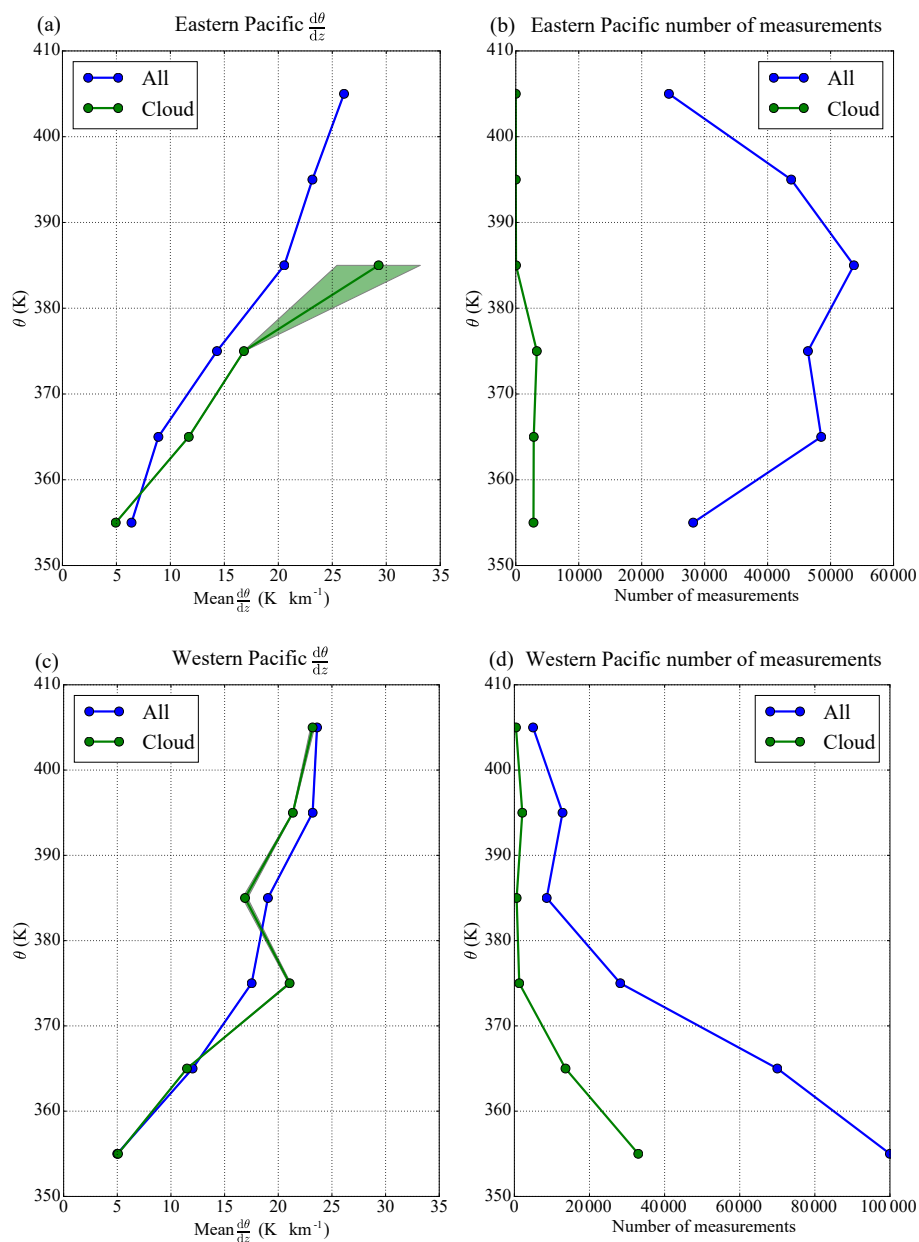 (a)
Eastern Pacific dθ/dz
410
400
390
380
370
360
350
θ (K)
All
Cloud
0 5 10 15 20 25 30 35
Mean dθ/dz (K km⁻¹)
(b)
Eastern Pacific number of measurements
410
400
390
380
370
360
350
θ (K)
All
Cloud
0 10000 20000 30000 40000 50000 60000
Number of measurements
(c)
Western Pacific dθ/dz
410
400
390
380
370
360
350
θ (K)
All
Cloud
0 5 10 15 20 25 30 35
Mean dθ/dz (K km⁻¹)
(d)
Western Pacific number of measurements
410
400
390
380
370
360
350
θ (K)
All
Cloud
0 20000 40000 60000 80000 100000
Number of measurements